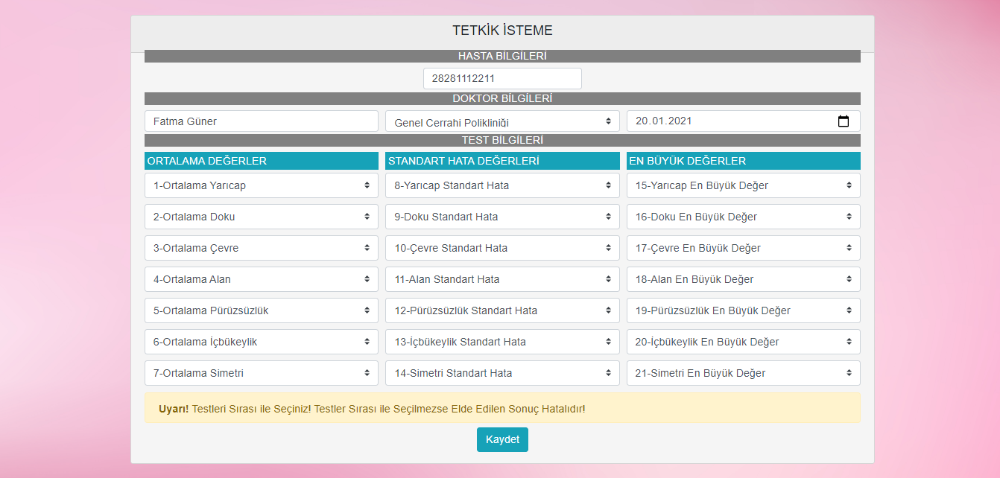 TETKİK İSTEME
HASTA BİLGİLERİ
28281112211
DOKTOR BİLGİLERİ
Fatma Güner
Genel Cerrahi Polikliniği
20.01.2021
TEST BİLGİLERİ
ORTALAMA DEĞERLER
STANDART HATA DEĞERLERİ
EN BÜYÜK DEĞERLER
1-Ortalama Yarıcap
8-Yarıcap Standart Hata
15-Yarıcap En Büyük Değer
2-Ortalama Doku
9-Doku Standart Hata
16-Doku En Büyük Değer
3-Ortalama Çevre
10-Çevre Standart Hata
17-Çevre En Büyük Değer
4-Ortalama Alan
11-Alan Standart Hata
18-Alan En Büyük Değer
5-Ortalama Pürüzsüzlük
12-Pürüzsüzlük Standart Hata
19-Pürüzsüzlük En Büyük Değer
6-Ortalama İçbükeylik
13-İçbükeylik Standart Hata
20-İçbükeylik En Büyük Değer
7-Ortalama Simetri
14-Simetri Standart Hata
21-Simetri En Büyük Değer
Uyarı! Testleri Sırası ile Seçiniz! Testler Sırası ile Seçilmezse Elde Edilen Sonuç Hatalıdır!
Kaydet